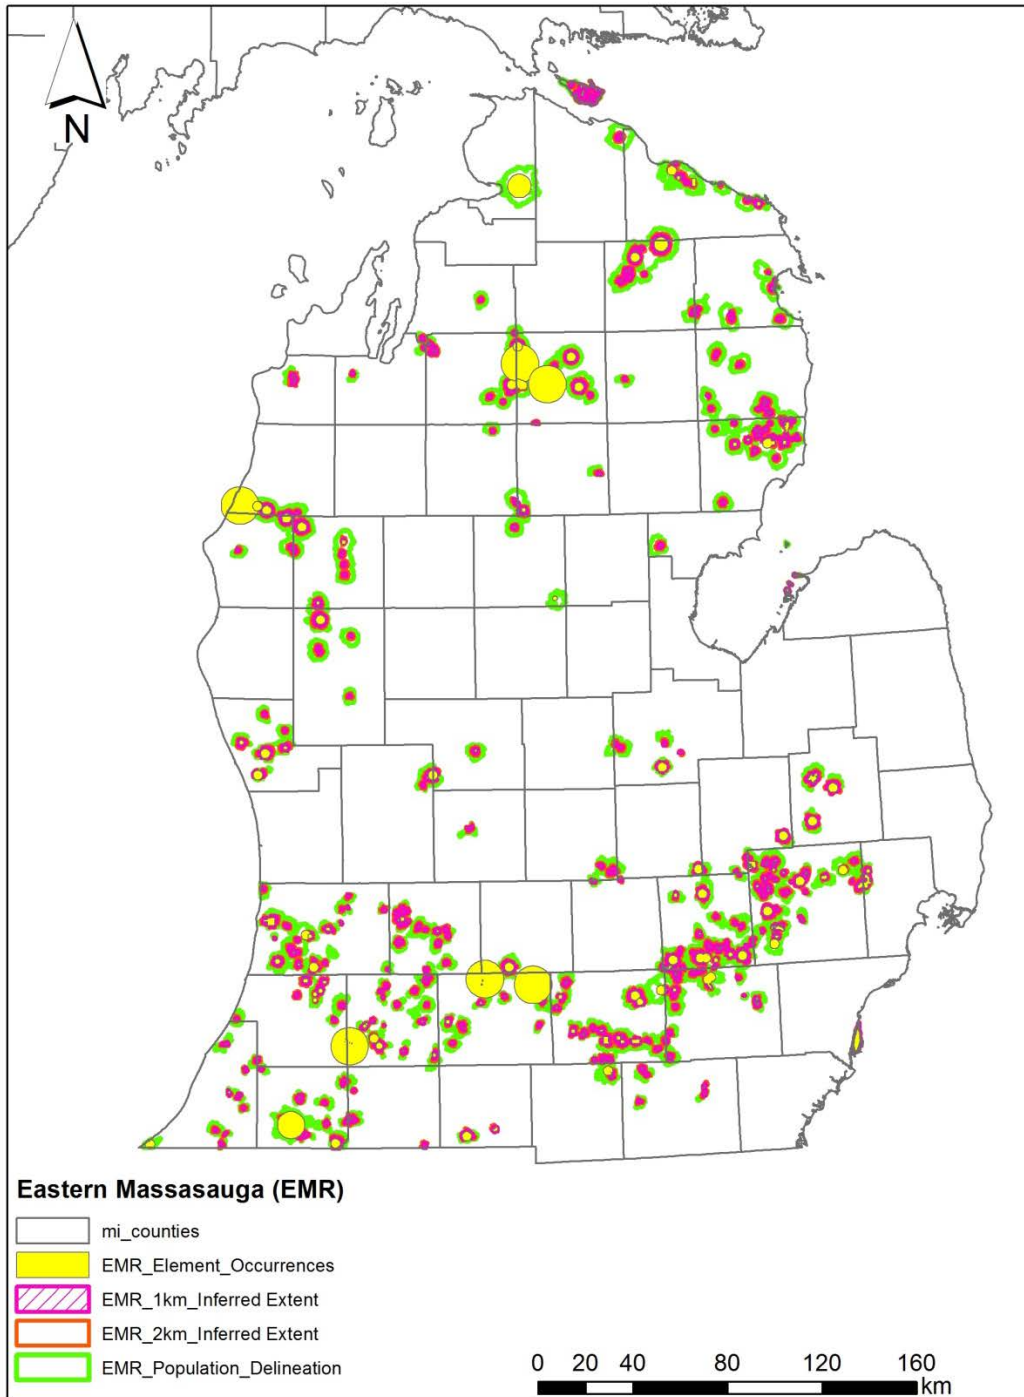 N
Eastern Massasauga (EMR)
mi_counties
EMR_Element_Occurrences
EMR_1km_Inferred Extent
EMR_2km_Inferred Extent
EMR_Population_Delineation
0 20 40 80 120 160
km